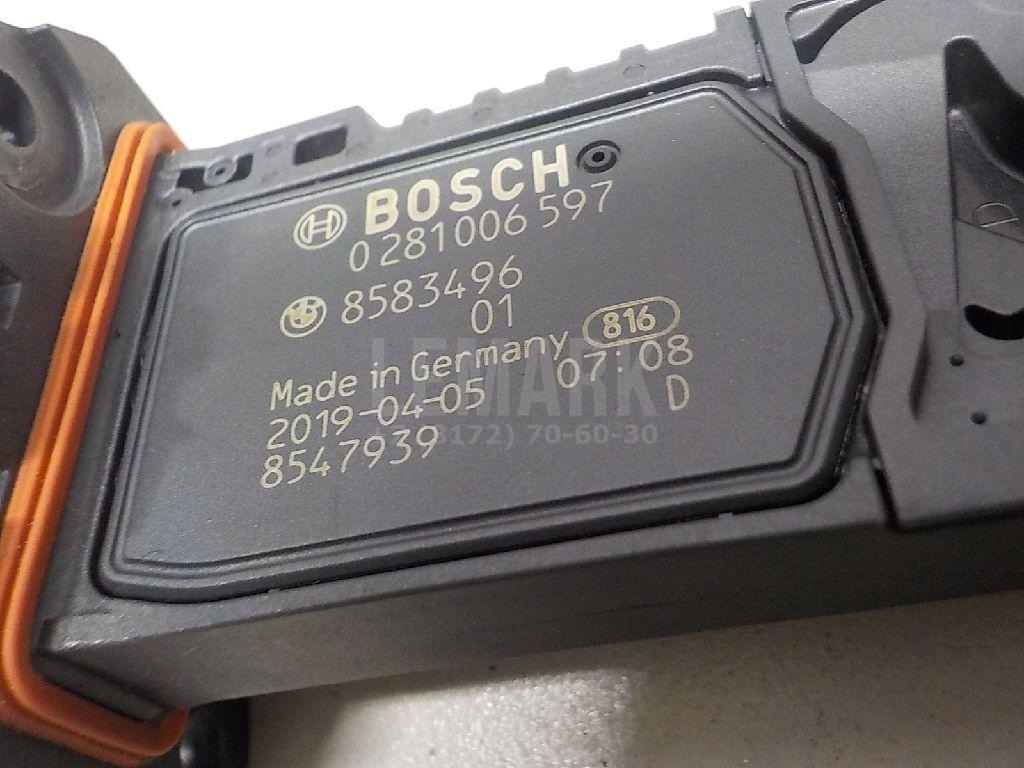 BOSCH
0 281 006 597
8583496
01
Made in Germany 816
2019-04-05 07:08
8547939 D
LEMARK
8172) 70-60-30